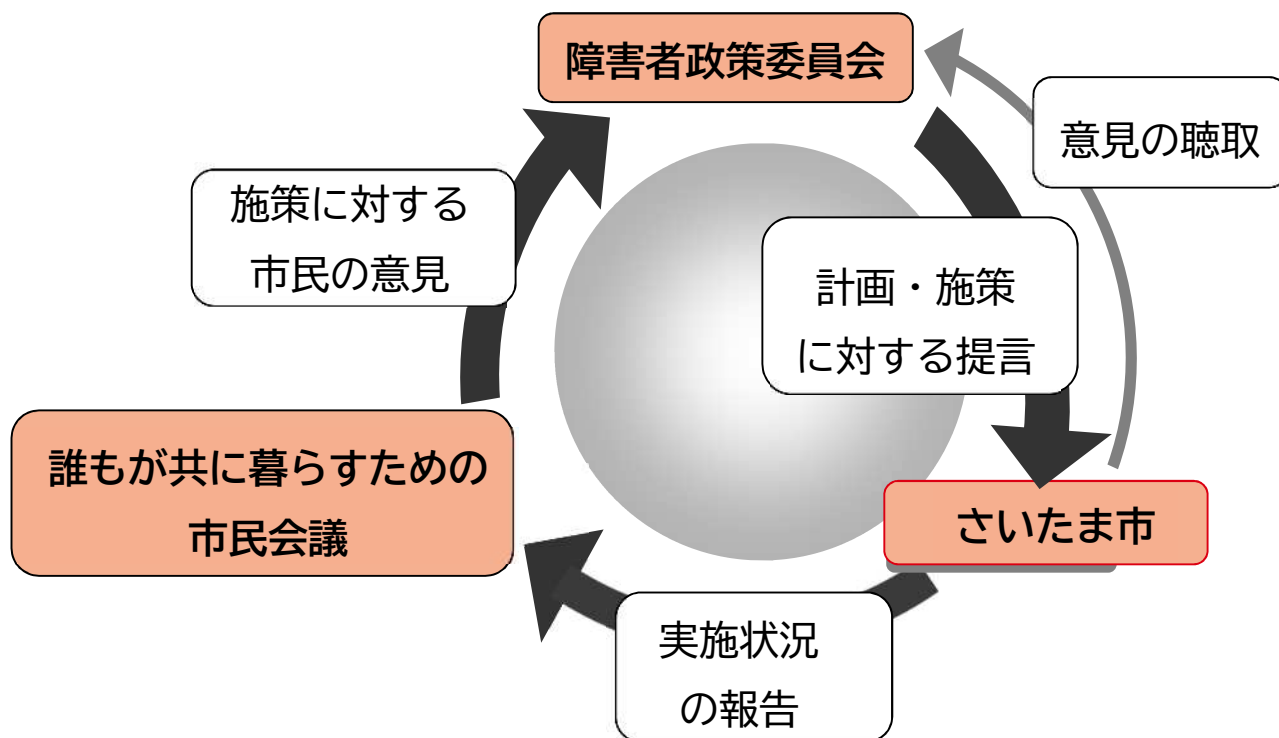 障害者政策委員会
意見の聴取
施策に対する
市民の意見
計画・施策
に対する提言
誰もが共に暮らすための
市民会議
さいたま市
実施状況
の報告